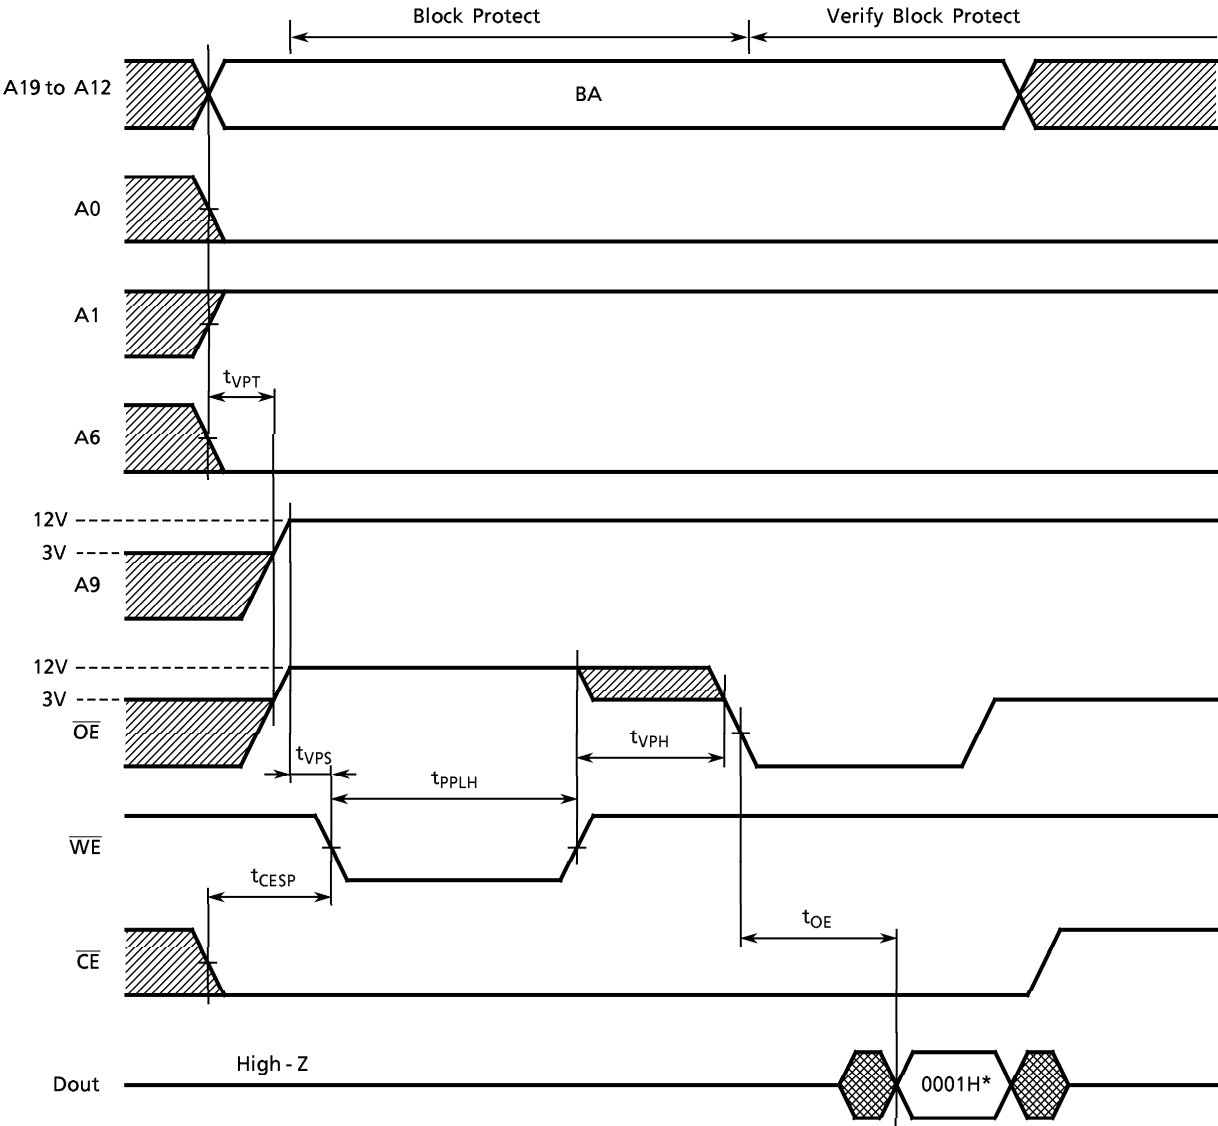 Block Protect
Verify Block Protect
A19 to A12
BA
A0
A1
tVPT
A6
12V
3V
A9
12V
3V
OE
tVPH
tVPS
tPPLH
WE
tCESP
tOE
CE
High - Z
Dout
0001H*